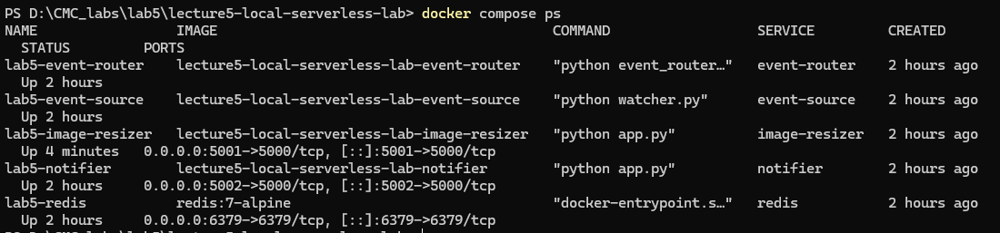 PS D:\CMC_labs\lab5\lecture5-local-serverless-lab> docker compose ps
NAME                 IMAGE                                         COMMAND                  SERVICE         CREATED
  STATUS         PORTS
lab5-event-router    lecture5-local-serverless-lab-event-router    "python event_router…"   event-router    2 hours ago
  Up 2 hours
lab5-event-source    lecture5-local-serverless-lab-event-source    "python watcher.py"      event-source    2 hours ago
  Up 2 hours
lab5-image-resizer   lecture5-local-serverless-lab-image-resizer   "python app.py"          image-resizer   2 hours ago
  Up 4 minutes   0.0.0.0:5001->5000/tcp, [::]:5001->5000/tcp
lab5-notifier        lecture5-local-serverless-lab-notifier        "python app.py"          notifier        2 hours ago
  Up 2 hours     0.0.0.0:5002->5000/tcp, [::]:5002->5000/tcp
lab5-redis           redis:7-alpine                                "docker-entrypoint.s…"   redis           2 hours ago
  Up 2 hours     0.0.0.0:6379->6379/tcp, [::]:6379->6379/tcp